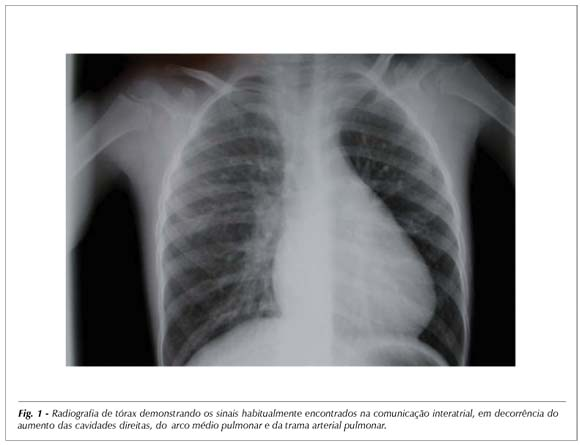 Fig. 1 - Radiografia de tórax demonstrando os sinais habitualmente encontrados na comunicação interatrial, em decorrência do
aumento das cavidades direitas, do arco médio pulmonar e da trama arterial pulmonar.